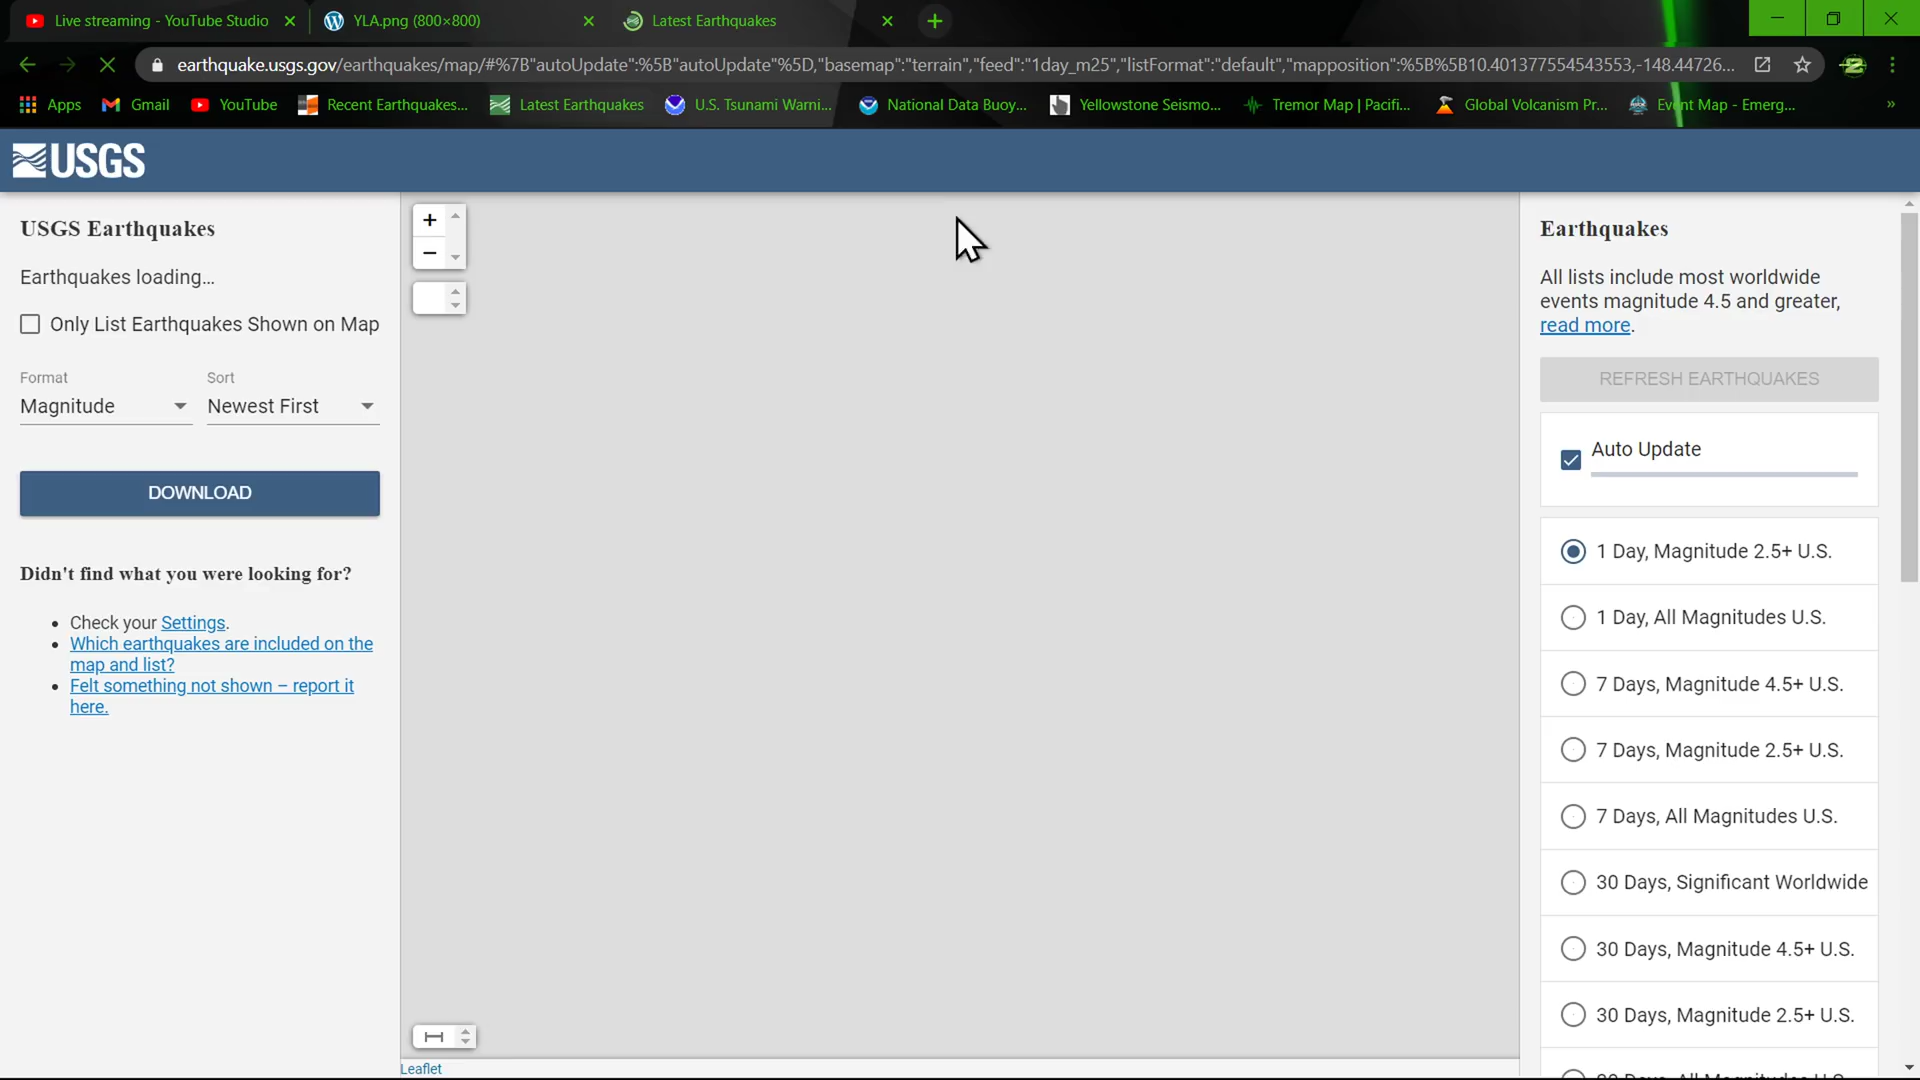 Live streaming - YouTube Studio
YLA.png (800×800)
Latest Earthquakes
earthquake.usgs.gov/earthquakes/map/#%7B"autoUpdate":%5B"autoUpdate"%5D,"basemap":"terrain","feed":"1day_m25","listFormat":"default","mapposition":%5B%5B10.401377554543553,-148.44726...
Apps
Gmail
YouTube
Recent Earthquakes...
Latest Earthquakes
U.S. Tsunami Warni...
National Data Buoy...
Yellowstone Seismo...
Tremor Map | Pacifi...
Global Volcanism Pr...
Event Map - Emerg...
»
USGS
USGS Earthquakes
Earthquakes loading...
Only List Earthquakes Shown on Map
Format
Magnitude
Sort
Newest First
DOWNLOAD
Didn't find what you were looking for?
Check your Settings.
Which earthquakes are included on the
map and list?
Felt something not shown – report it
here.
+
−
Leaflet
Earthquakes
All lists include most worldwide
events magnitude 4.5 and greater,
read more.
REFRESH EARTHQUAKES
Auto Update
1 Day, Magnitude 2.5+ U.S.
1 Day, All Magnitudes U.S.
7 Days, Magnitude 4.5+ U.S.
7 Days, Magnitude 2.5+ U.S.
7 Days, All Magnitudes U.S.
30 Days, Significant Worldwide
30 Days, Magnitude 4.5+ U.S.
30 Days, Magnitude 2.5+ U.S.